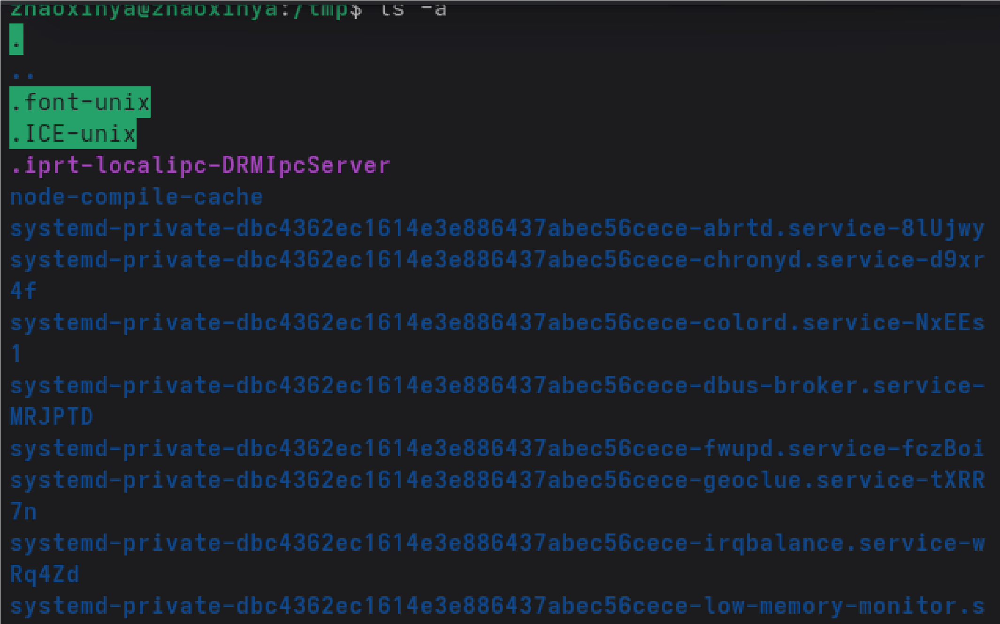 zhaoxinya@zhaoxinya:/tmp$ ls -a
.
..
.font-unix
.ICE-unix
.iprt-localipc-DRMIpcServer
node-compile-cache
systemd-private-dbc4362ec1614e3e886437abec56cece-abrtd.service-8lUjwy
systemd-private-dbc4362ec1614e3e886437abec56cece-chronyd.service-d9xr
4f
systemd-private-dbc4362ec1614e3e886437abec56cece-colord.service-NxEEs
1
systemd-private-dbc4362ec1614e3e886437abec56cece-dbus-broker.service-
MRJPTD
systemd-private-dbc4362ec1614e3e886437abec56cece-fwupd.service-fczBoi
systemd-private-dbc4362ec1614e3e886437abec56cece-geoclue.service-tXRR
7n
systemd-private-dbc4362ec1614e3e886437abec56cece-irqbalance.service-w
Rq4Zd
systemd-private-dbc4362ec1614e3e886437abec56cece-low-memory-monitor.s